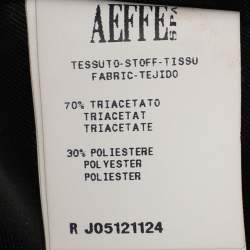 AEFFE SPA
TESSUTO-STOFF-TISSU
FABRIC-TEJIDO
70% TRIACETATO
TRIACETAT
TRIACETATE
30% POLIESTERE
POLYESTER
POLIESTER
R J05121124